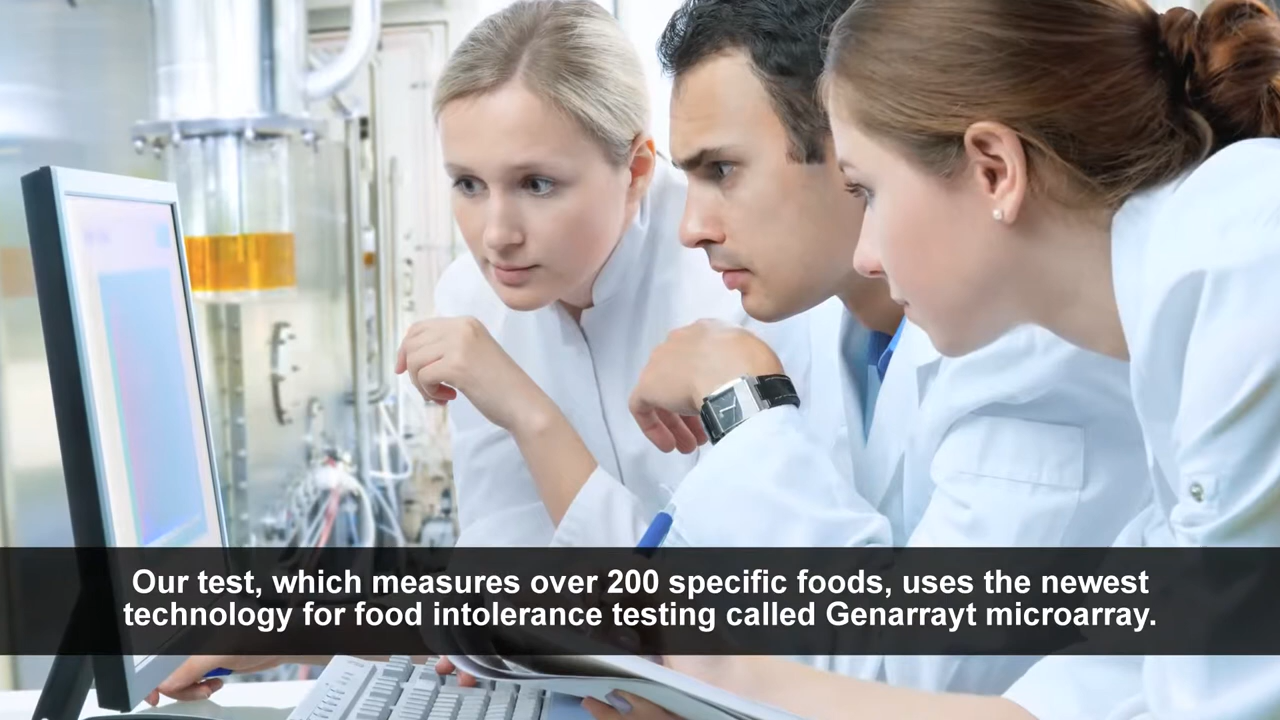 Our test, which measures over 200 specific foods, uses the newest
technology for food intolerance testing called Genarrayt microarray.